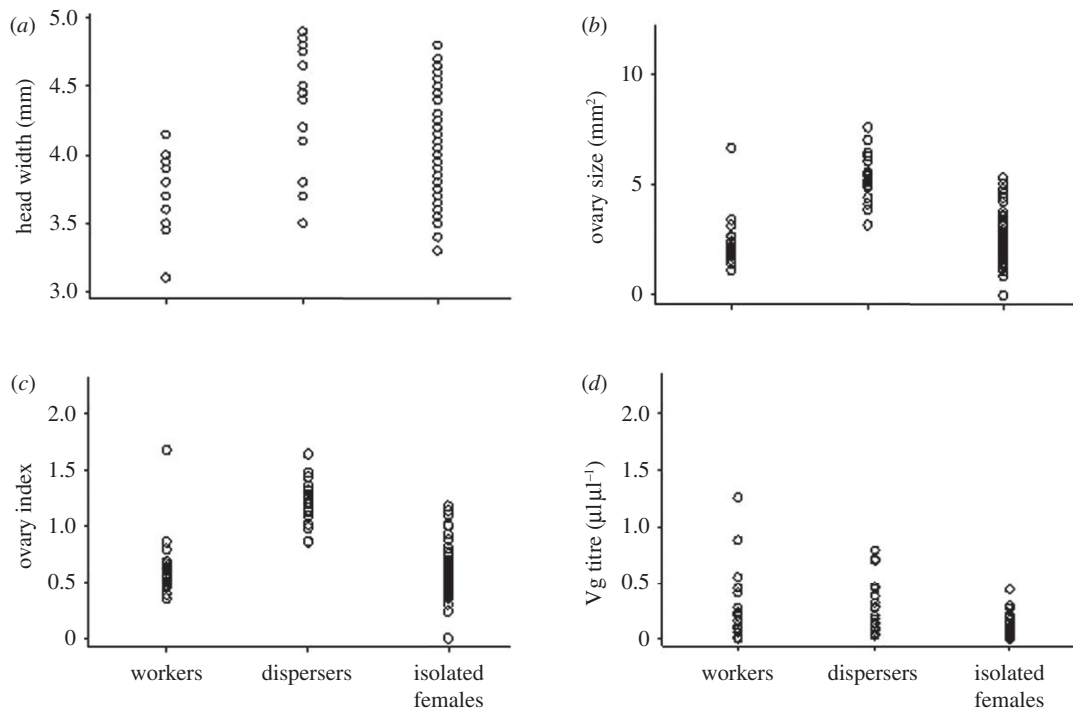 (a)
5.0
4.5
4.0
3.5
3.0
head width (mm)
(b)
10
5
0
ovary size (mm²)
(c)
2.0
1.5
1.0
0.5
0
ovary index
workers
dispersers
isolated
females
(d)
2.0
1.5
1.0
0.5
0
Vg titre (µl µl⁻¹)
workers
dispersers
isolated
females